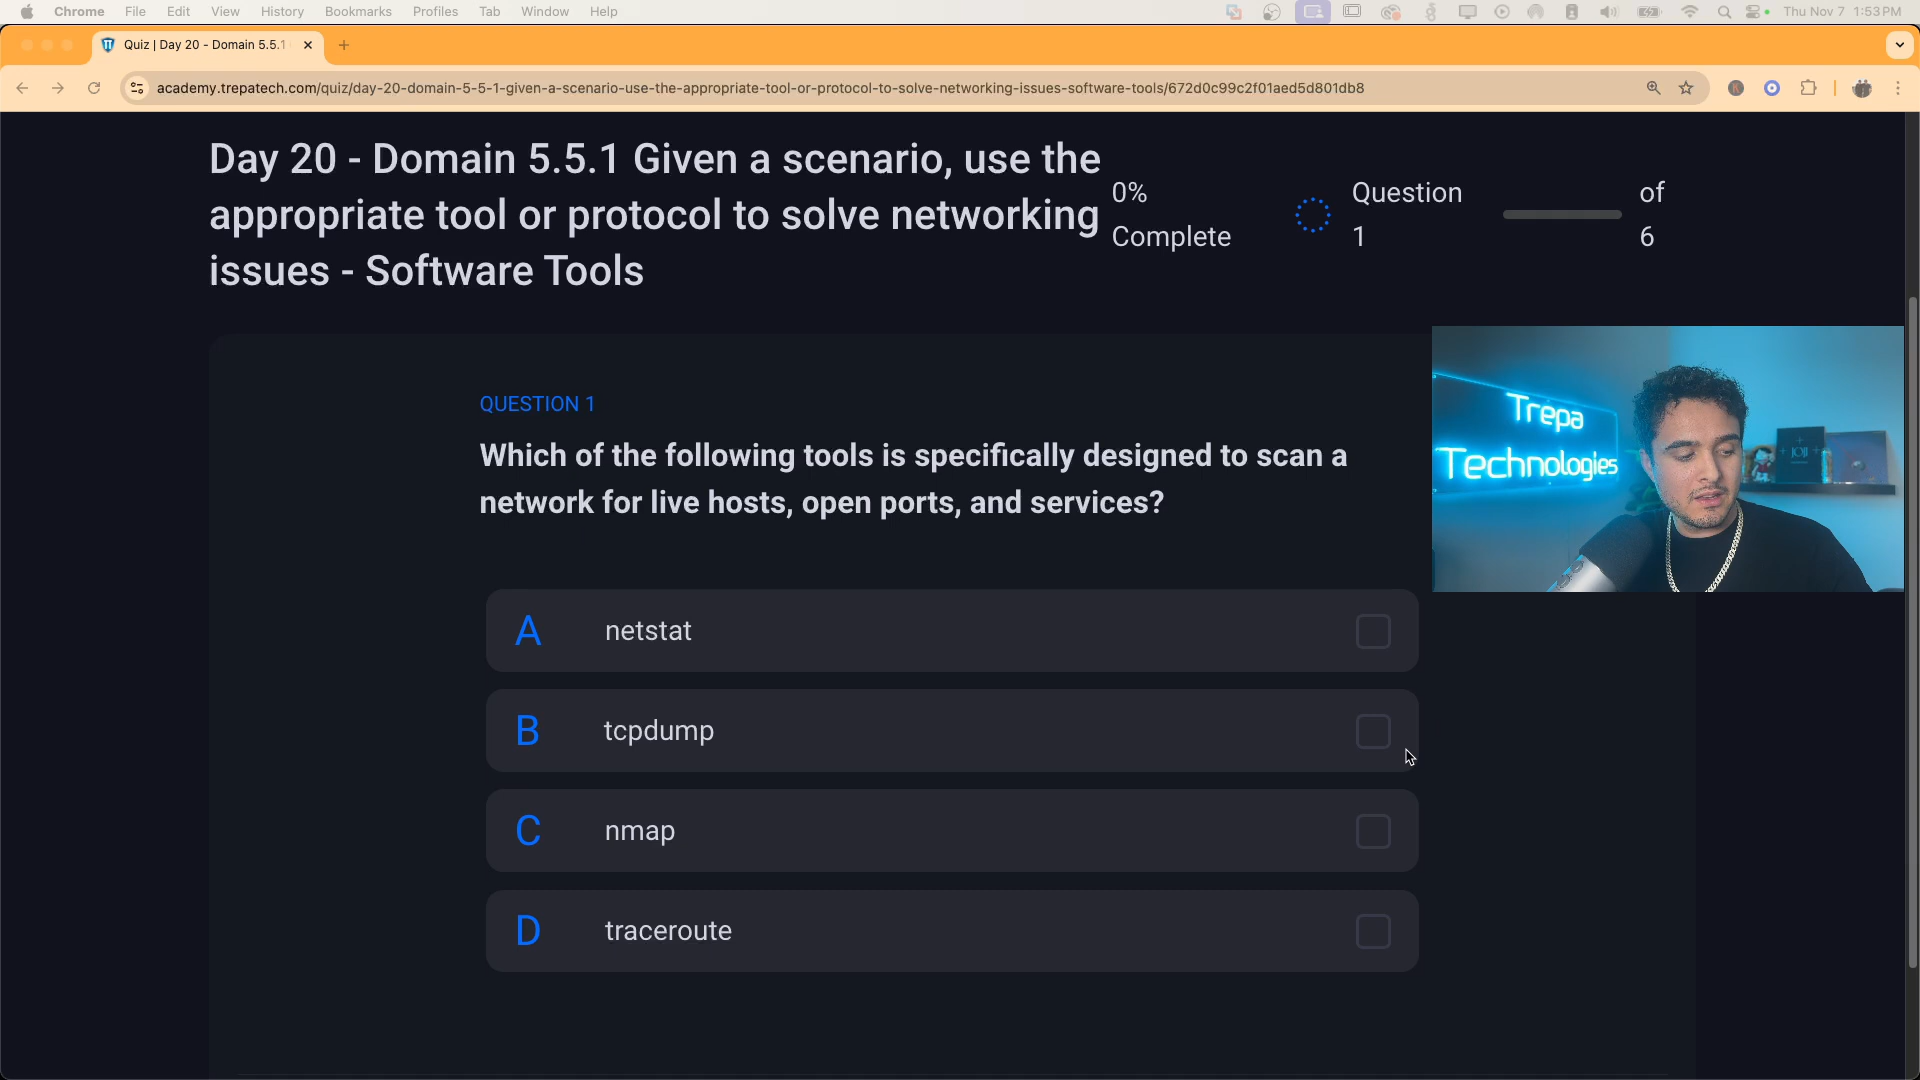 Chrome File Edit View History Bookmarks Profiles Tab Window Help Thu Nov 7 1:53 PM
Quiz | Day 20 - Domain 5.5.1
academy.trepatech.com/quiz/day-20-domain-5-5-1-given-a-scenario-use-the-appropriate-tool-or-protocol-to-solve-networking-issues-software-tools/672d0c99c2f01aed5d801db8
Day 20 - Domain 5.5.1 Given a scenario, use the
appropriate tool or protocol to solve networking
issues - Software Tools
0%
Complete
Question
1
of
6
QUESTION 1
Which of the following tools is specifically designed to scan a
network for live hosts, open ports, and services?
A netstat
B tcpdump
C nmap
D traceroute
Trepa
Technologies
JOJI